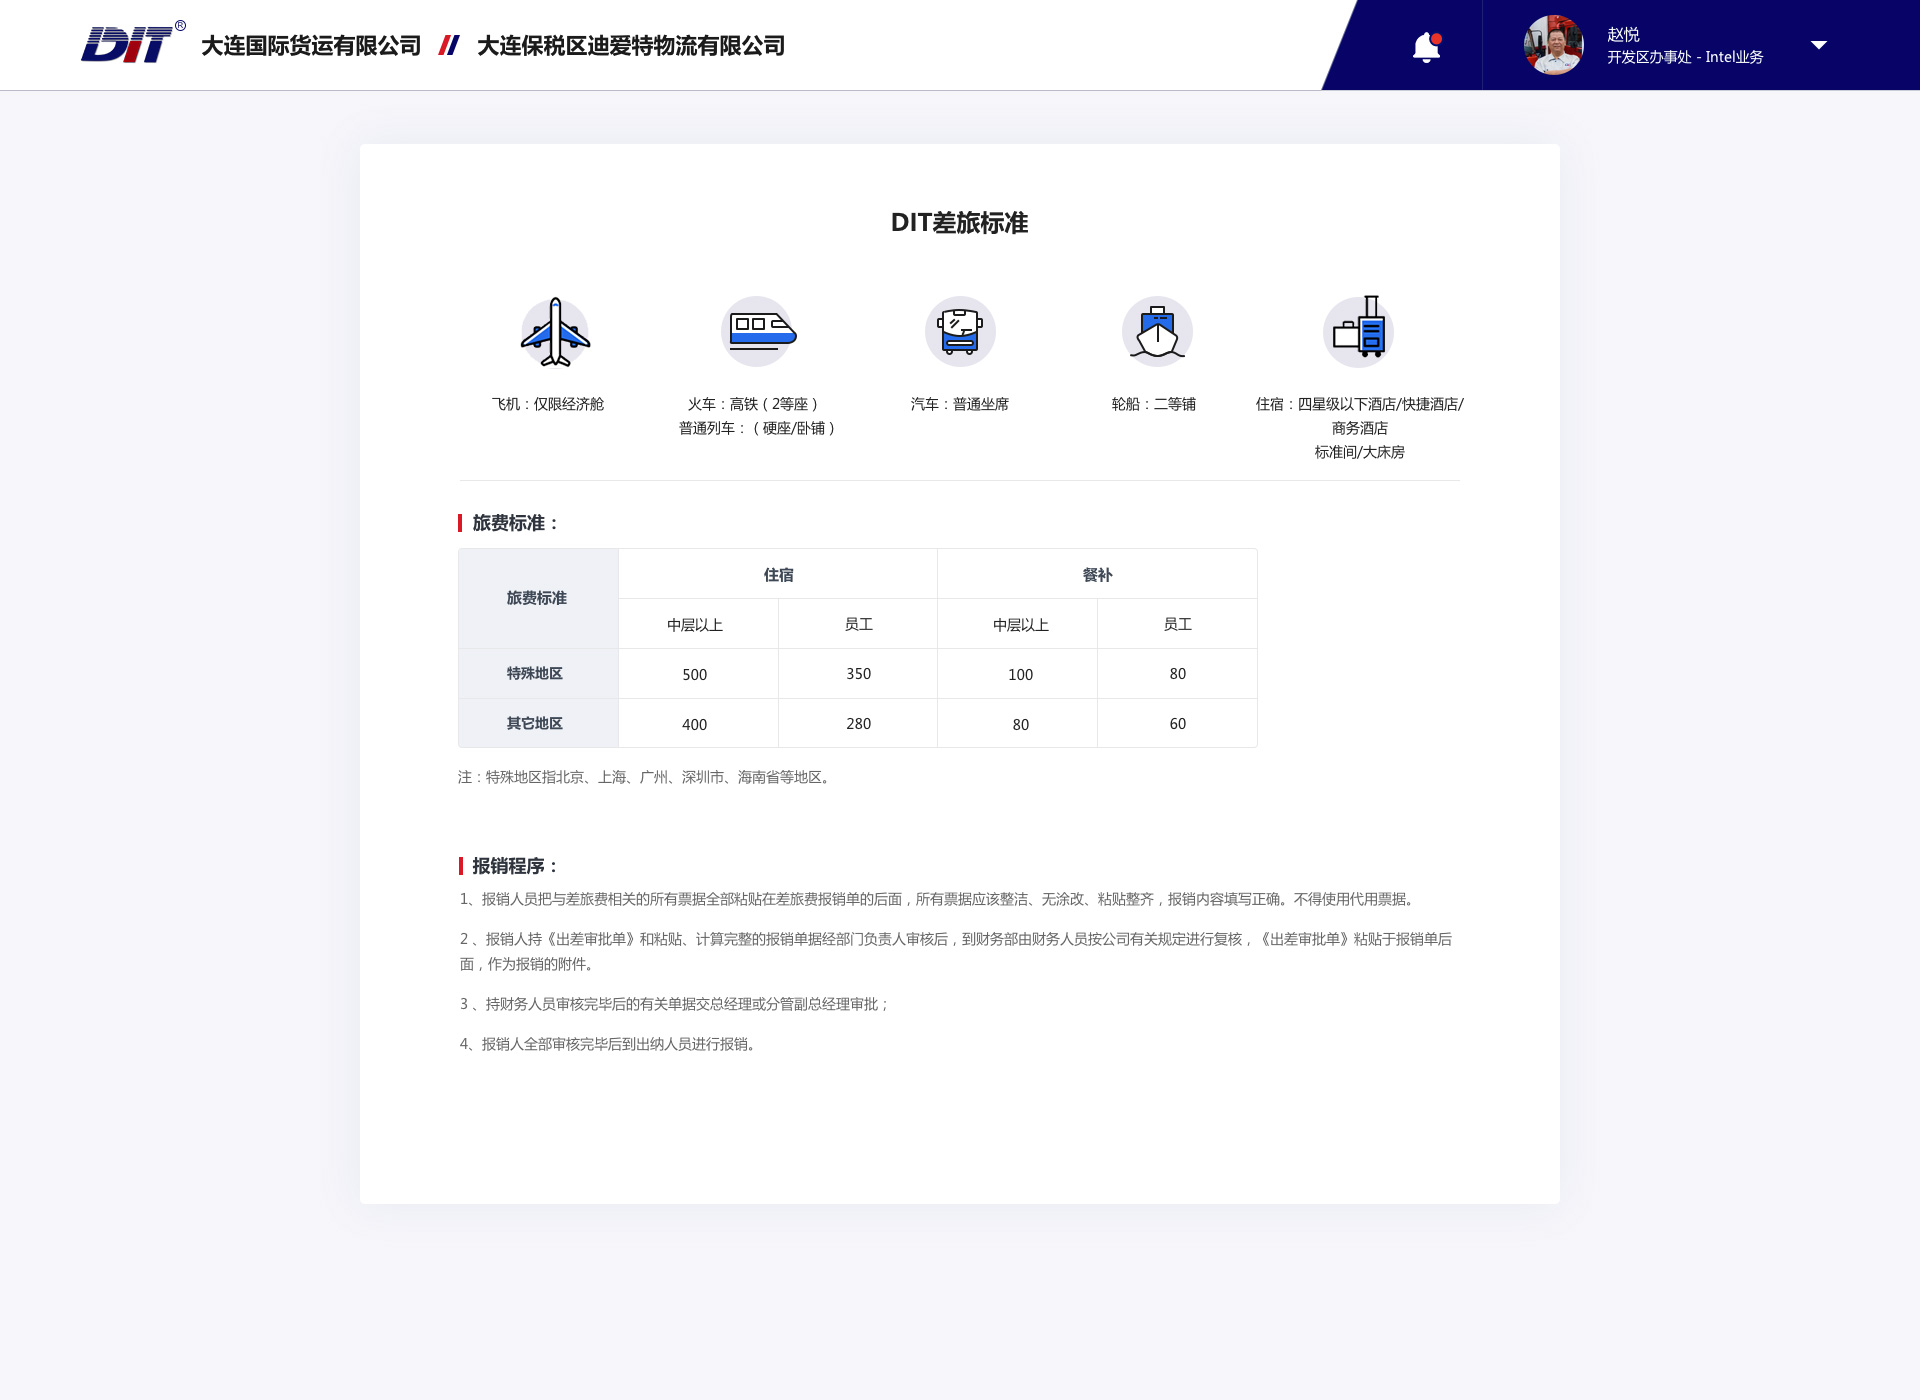 DIT®
大连国际货运有限公司 // 大连保税区迪爱特物流有限公司
赵悦
开发区办事处 - Intel业务
DIT差旅标准
飞机：仅限经济舱
火车：高铁（2等座）
普通列车：（硬座/卧铺）
汽车：普通坐席
轮船：二等铺
住宿：四星级以下酒店/快捷酒店/
商务酒店
标准间/大床房
旅费标准：
旅费标准 住宿 餐补
中层以上 员工 中层以上 员工
特殊地区 500 350 100 80
其它地区 400 280 80 60
注：特殊地区指北京、上海、广州、深圳市、海南省等地区。
报销程序：
1、报销人员把与差旅费相关的所有票据全部粘贴在差旅费报销单的后面，所有票据应该整洁、无涂改、粘贴整齐，报销内容填写正确。不得使用代用票据。
2 、报销人持《出差审批单》和粘贴、计算完整的报销单据经部门负责人审核后，到财务部由财务人员按公司有关规定进行复核，《出差审批单》粘贴于报销单后
面，作为报销的附件。
3 、持财务人员审核完毕后的有关单据交总经理或分管副总经理审批；
4、报销人全部审核完毕后到出纳人员进行报销。